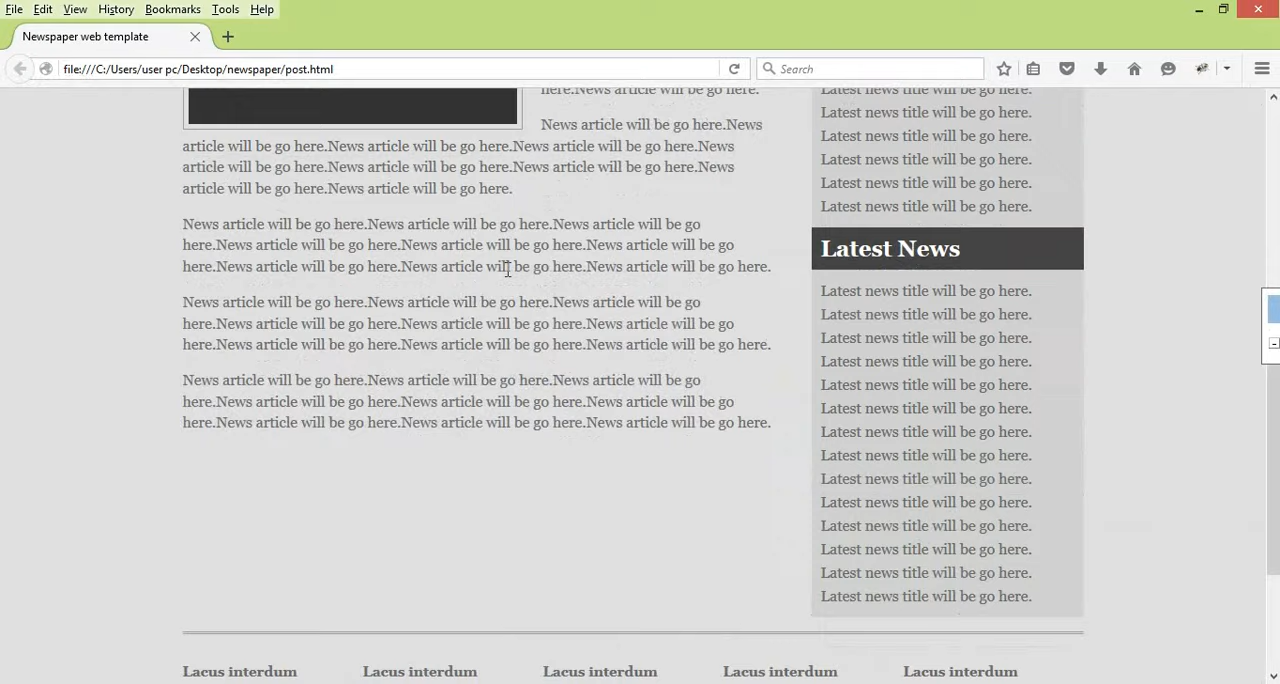 File Edit View History Bookmarks Tools Help
Newspaper web template
file:///C:/Users/user pc/Desktop/newspaper/post.html
Search
here.News article will be go here.
News article will be go here.News
article will be go here.News article will be go here.News article will be go here.News
article will be go here.News article will be go here.News article will be go here.News
article will be go here.News article will be go here.
News article will be go here.News article will be go here.News article will be go
here.News article will be go here.News article will be go here.News article will be go
here.News article will be go here.News article will be go here.News article will be go here.
News article will be go here.News article will be go here.News article will be go
here.News article will be go here.News article will be go here.News article will be go
here.News article will be go here.News article will be go here.News article will be go here.
News article will be go here.News article will be go here.News article will be go
here.News article will be go here.News article will be go here.News article will be go
here.News article will be go here.News article will be go here.News article will be go here.
Latest news title will be go here.
Latest news title will be go here.
Latest news title will be go here.
Latest news title will be go here.
Latest news title will be go here.
Latest news title will be go here.
Latest News
Latest news title will be go here.
Latest news title will be go here.
Latest news title will be go here.
Latest news title will be go here.
Latest news title will be go here.
Latest news title will be go here.
Latest news title will be go here.
Latest news title will be go here.
Latest news title will be go here.
Latest news title will be go here.
Latest news title will be go here.
Latest news title will be go here.
Latest news title will be go here.
Latest news title will be go here.
Lacus interdum Lacus interdum Lacus interdum Lacus interdum Lacus interdum